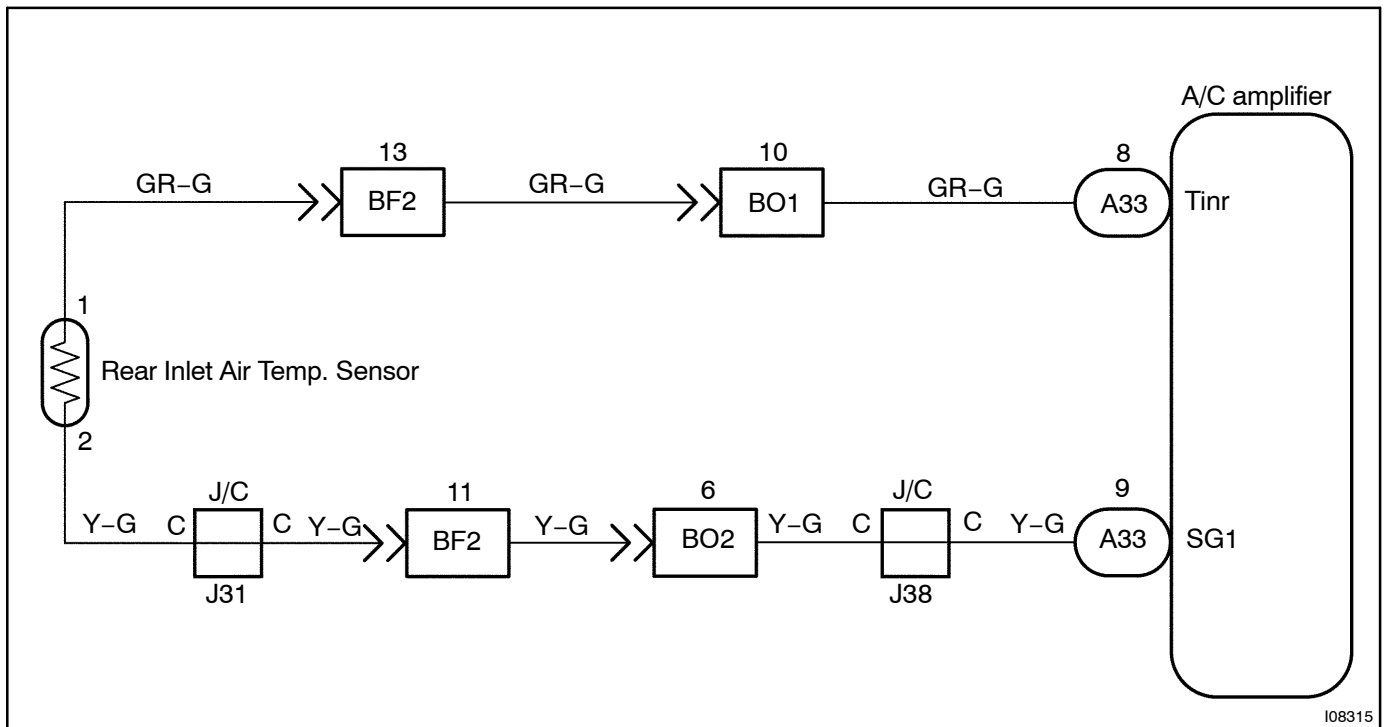 A/C amplifier
13
10
8
GR−G
BF2
GR−G
BO1
GR−G
A33
Tinr
1
Rear Inlet Air Temp. Sensor
2
J/C
11
6
J/C
9
Y−G
C
C
Y−G
BF2
Y−G
BO2
Y−G
C
C
Y−G
A33
SG1
J31
J38
I08315